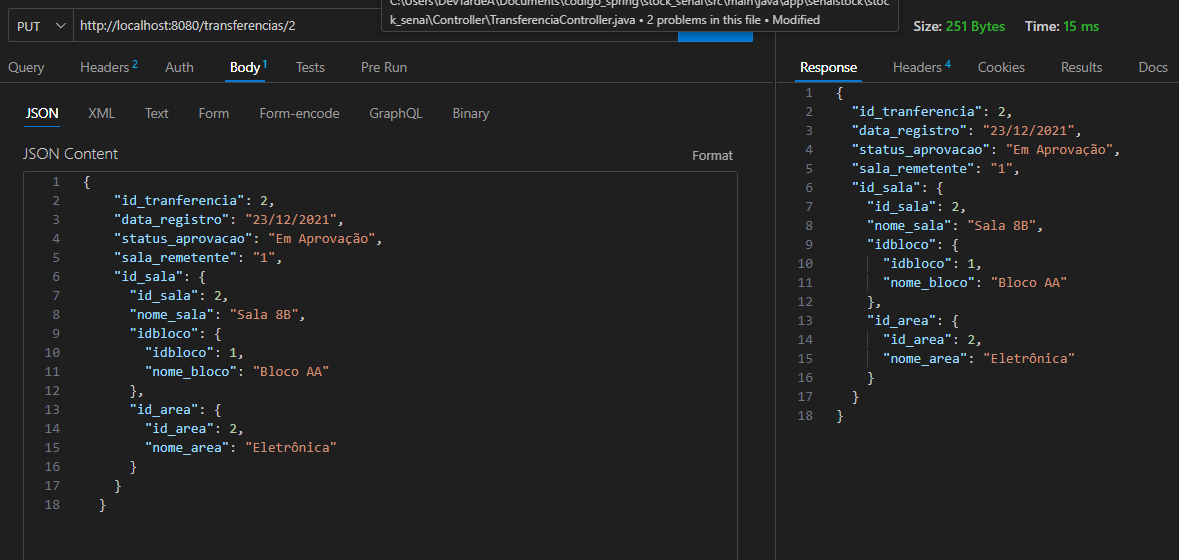 C:\Users\DevTardeA\Documents\codigo_spring\stock_senai\src\main\java\app\senaistock\stoc
k_senai\Controller\TransferenciaController.java • 2 problems in this file • Modified
PUT http://localhost:8080/transferencias/2
Size: 251 Bytes Time: 15 ms
Query Headers 2 Auth Body 1 Tests Pre Run
JSON XML Text Form Form-encode GraphQL Binary
JSON Content Format
1 {
2 "id_tranferencia": 2,
3 "data_registro": "23/12/2021",
4 "status_aprovacao": "Em Aprovação",
5 "sala_remetente": "1",
6 "id_sala": {
7 "id_sala": 2,
8 "nome_sala": "Sala 8B",
9 "idbloco": {
10 "idbloco": 1,
11 "nome_bloco": "Bloco AA"
12 },
13 "id_area": {
14 "id_area": 2,
15 "nome_area": "Eletrônica"
16 }
17 }
18 }
Response Headers 4 Cookies Results Docs
1 {
2 "id_tranferencia": 2,
3 "data_registro": "23/12/2021",
4 "status_aprovacao": "Em Aprovação",
5 "sala_remetente": "1",
6 "id_sala": {
7 "id_sala": 2,
8 "nome_sala": "Sala 8B",
9 "idbloco": {
10 "idbloco": 1,
11 "nome_bloco": "Bloco AA"
12 },
13 "id_area": {
14 "id_area": 2,
15 "nome_area": "Eletrônica"
16 }
17 }
18 }